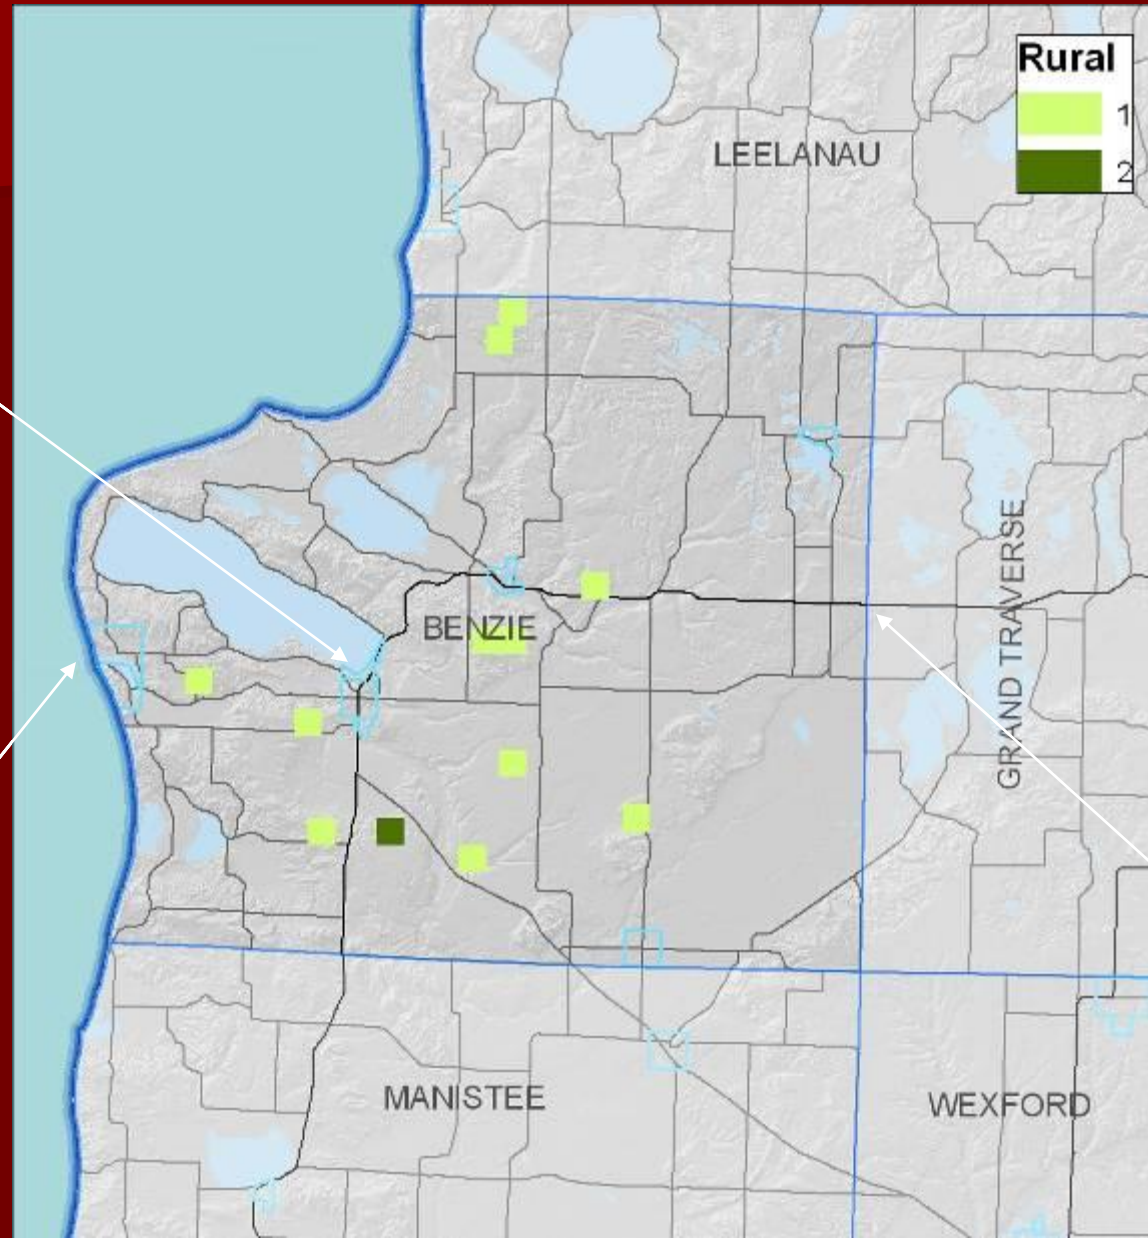 Rural
1
2
LEELANAU
BENZIE
GRAND TRAVERSE
MANISTEE
WEXFORD